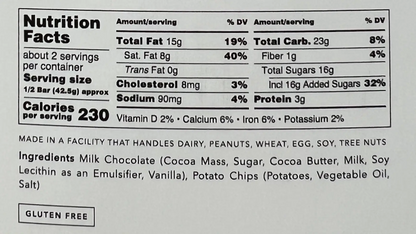 Nutrition Facts
about 2 servings per container
Serving size
1/2 Bar (42.5g) approx
Calories per serving 230
Amount/serving % DV
Total Fat 15g 19%
Sat. Fat 8g 40%
Trans Fat 0g
Cholesterol 8mg 3%
Sodium 90mg 4%
Amount/serving % DV
Total Carb. 23g 8%
Fiber 1g 4%
Total Sugars 16g
Incl 16g Added Sugars 32%
Protein 3g
Vitamin D 2% • Calcium 6% • Iron 6% • Potassium 2%
MADE IN A FACILITY THAT HANDLES DAIRY, PEANUTS, WHEAT, EGG, SOY, TREE NUTS
Ingredients Milk Chocolate (Cocoa Mass, Sugar, Cocoa Butter, Milk, Soy
Lecithin as an Emulsifier, Vanilla), Potato Chips (Potatoes, Vegetable Oil,
Salt)
GLUTEN FREE